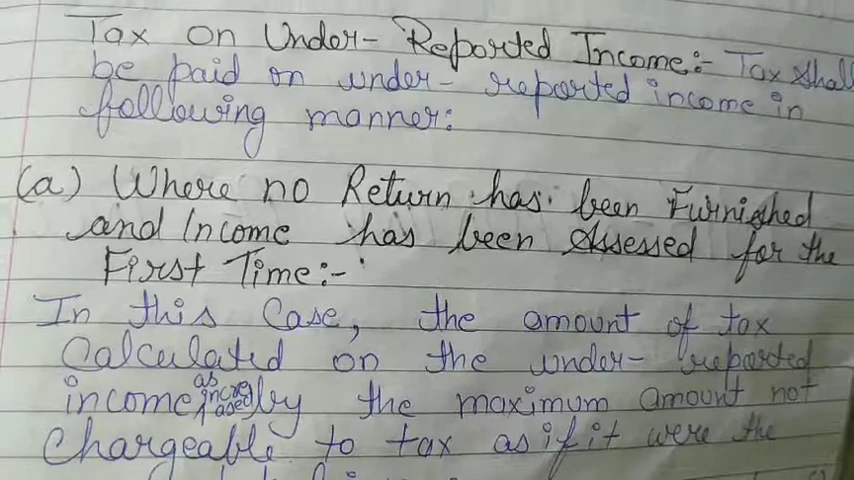 Tax on Under- Reported Income:- Tax shall
be paid on under- reported income in
following manner:
(a) Where no Return has been Furnished
and Income has been Assessed for the
First Time:-
In this Case, the amount of tax
Calculated on the under- reported
income, as increased by the maximum amount not
Chargeable to tax as if it were the